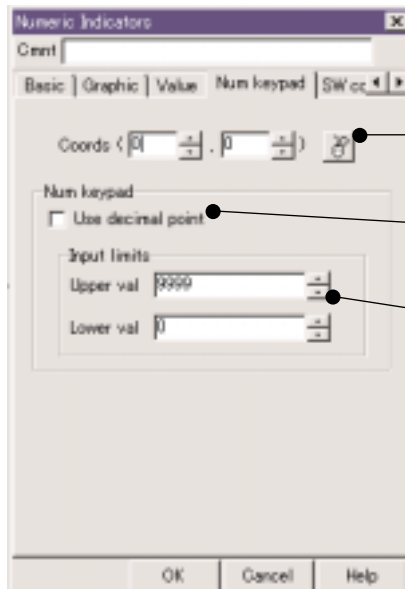 Numeric Indicators
Cmnt
Basic Graphic Value Num keypad SW cc
Coords ( 0 , 0 )
Num keypad
Use decimal point
Input limits
Upper val 9999
Lower val 0
OK Cancel Help